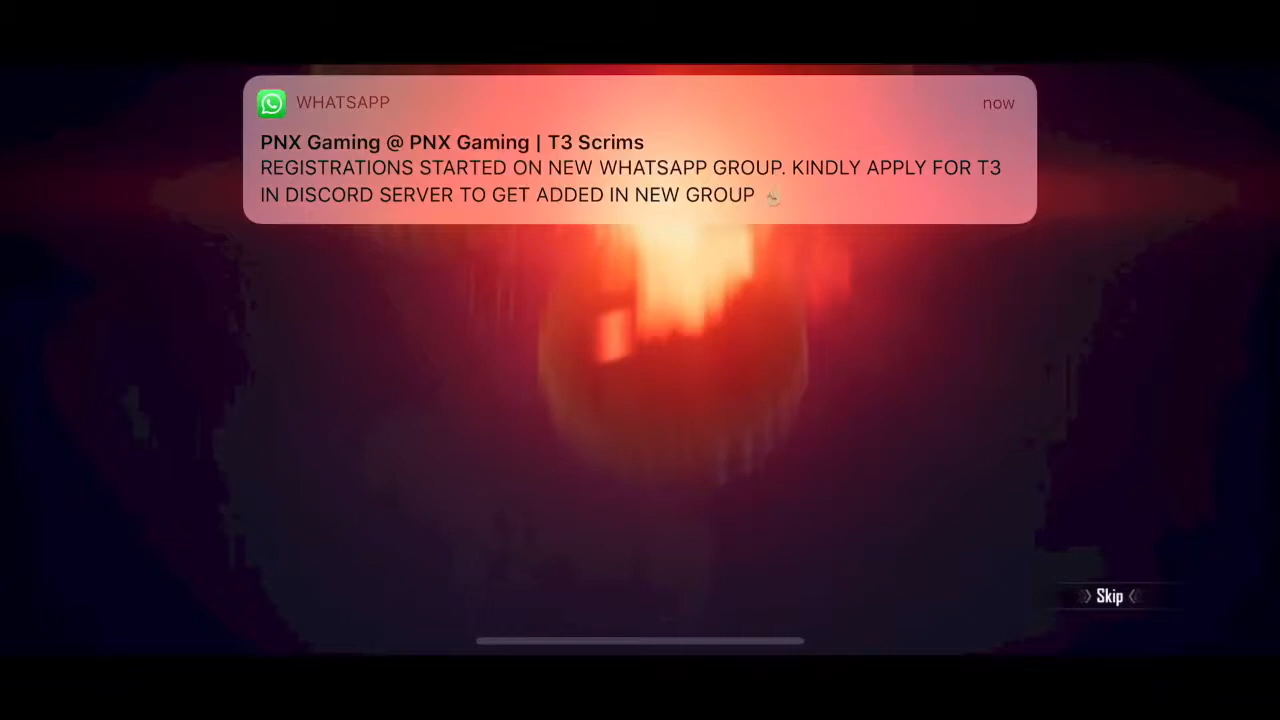 WHATSAPP
now
PNX Gaming @ PNX Gaming | T3 Scrims
REGISTRATIONS STARTED ON NEW WHATSAPP GROUP. KINDLY APPLY FOR T3
IN DISCORD SERVER TO GET ADDED IN NEW GROUP
Skip